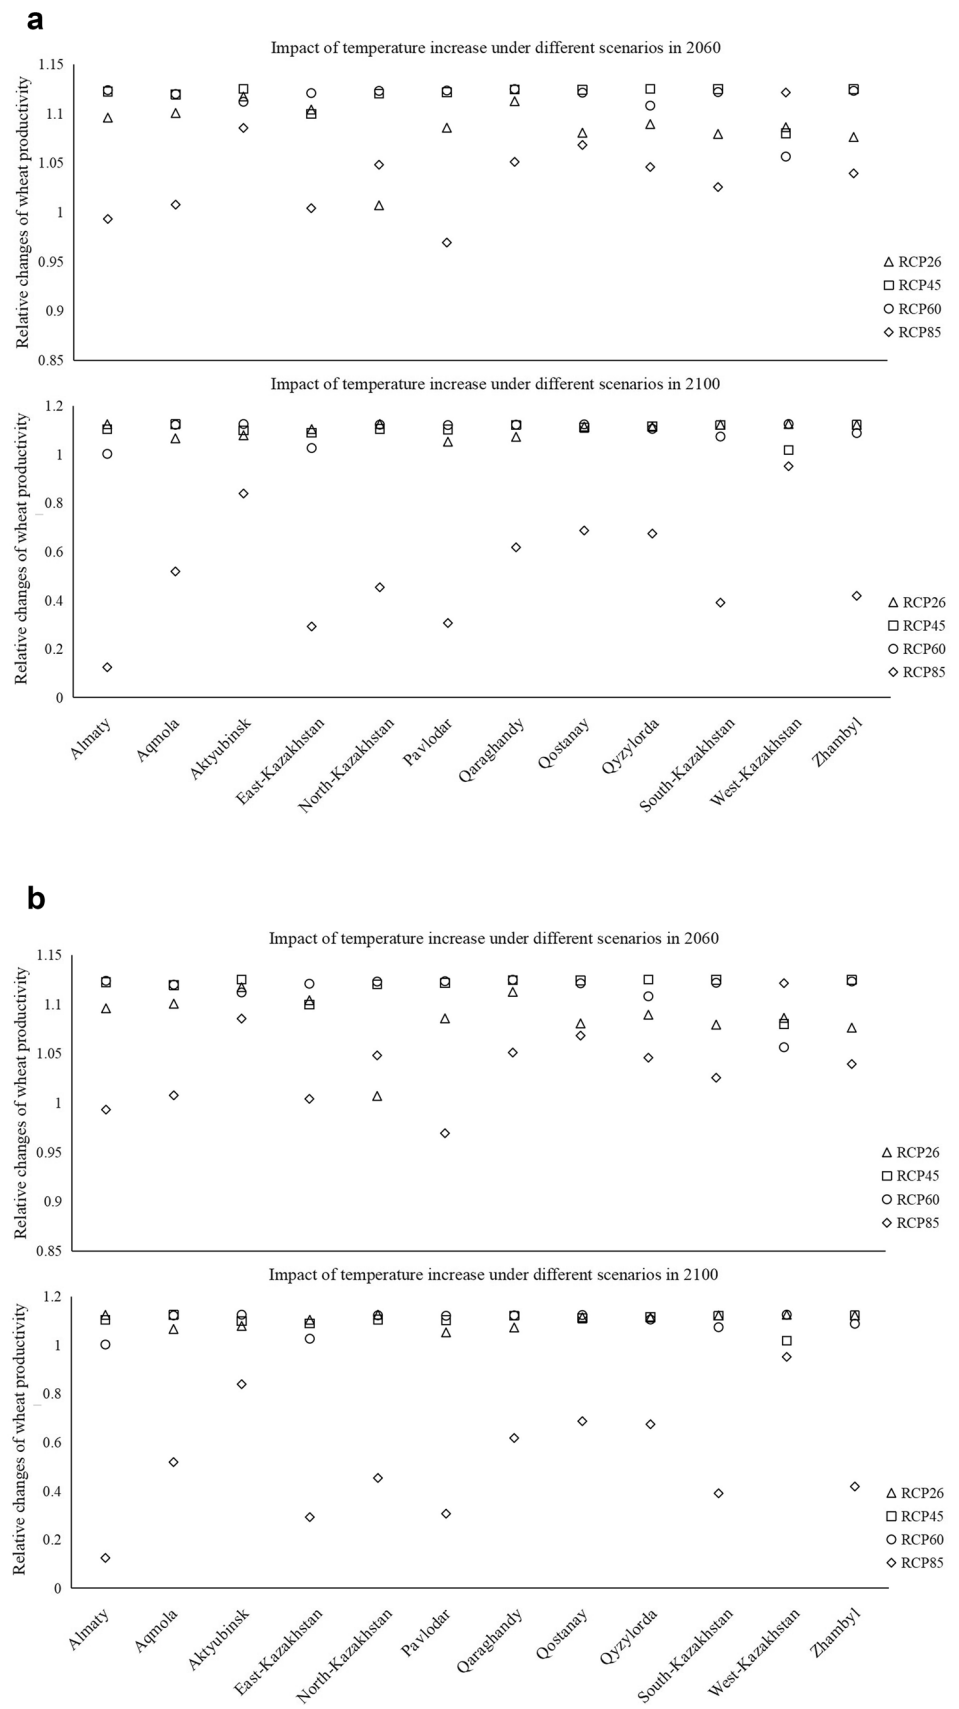 a
Impact of temperature increase under different scenarios in 2060
Relative changes of wheat productivity
1.15
1.1
1.05
1
0.95
0.9
0.85
RCP26
RCP45
RCP60
RCP85
Impact of temperature increase under different scenarios in 2100
Relative changes of wheat productivity
1.2
1
0.8
0.6
0.4
0.2
0
RCP26
RCP45
RCP60
RCP85
Almaty
Aqmola
Aktyubinsk
East-Kazakhstan
North-Kazakhstan
Pavlodar
Qaraghandy
Qostanay
Qyzylorda
South-Kazakhstan
West-Kazakhstan
Zhambyl
b
Impact of temperature increase under different scenarios in 2060
Relative changes of wheat productivity
1.15
1.1
1.05
1
0.95
0.9
0.85
RCP26
RCP45
RCP60
RCP85
Impact of temperature increase under different scenarios in 2100
Relative changes of wheat productivity
1.2
1
0.8
0.6
0.4
0.2
0
RCP26
RCP45
RCP60
RCP85
Almaty
Aqmola
Aktyubinsk
East-Kazakhstan
North-Kazakhstan
Pavlodar
Qaraghandy
Qostanay
Qyzylorda
South-Kazakhstan
West-Kazakhstan
Zhambyl